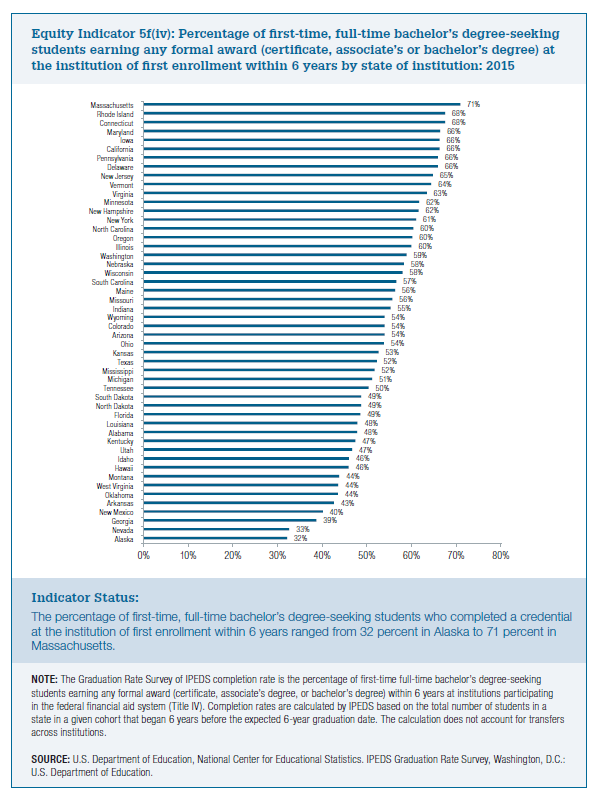 Equity Indicator 5f(iv): Percentage of first-time, full-time bachelor's degree-seeking
students earning any formal award (certificate, associate's or bachelor's degree) at
the institution of first enrollment within 6 years by state of institution: 2015
Massachusetts 71%
Rhode Island 68%
Connecticut 68%
Maryland 66%
Iowa 66%
California 66%
Pennsylvania 66%
Delaware 66%
New Jersey 65%
Vermont 64%
Virginia 63%
Minnesota 62%
New Hampshire 62%
New York 61%
North Carolina 60%
Oregon 60%
Illinois 60%
Washington 59%
Nebraska 58%
Wisconsin 58%
South Carolina 57%
Maine 56%
Missouri 56%
Indiana 55%
Wyoming 54%
Colorado 54%
Arizona 54%
Ohio 54%
Kansas 53%
Texas 52%
Mississippi 52%
Michigan 51%
Tennessee 50%
South Dakota 49%
North Dakota 49%
Florida 49%
Louisiana 48%
Alabama 48%
Kentucky 47%
Utah 47%
Idaho 46%
Hawaii 46%
Montana 44%
West Virginia 44%
Oklahoma 44%
Arkansas 43%
New Mexico 40%
Georgia 39%
Nevada 33%
Alaska 32%
0% 10% 20% 30% 40% 50% 60% 70% 80%
Indicator Status:
The percentage of first-time, full-time bachelor's degree-seeking students who completed a credential
at the institution of first enrollment within 6 years ranged from 32 percent in Alaska to 71 percent in
Massachusetts.
NOTE: The Graduation Rate Survey of IPEDS completion rate is the percentage of first-time full-time bachelor's degree-seeking
students earning any formal award (certificate, associate's degree, or bachelor's degree) within 6 years at institutions participating
in the federal financial aid system (Title IV). Completion rates are calculated by IPEDS based on the total number of students in a
state in a given cohort that began 6 years before the expected 6-year graduation date. The calculation does not account for transfers
across institutions.
SOURCE: U.S. Department of Education, National Center for Educational Statistics. IPEDS Graduation Rate Survey, Washington, D.C.:
U.S. Department of Education.